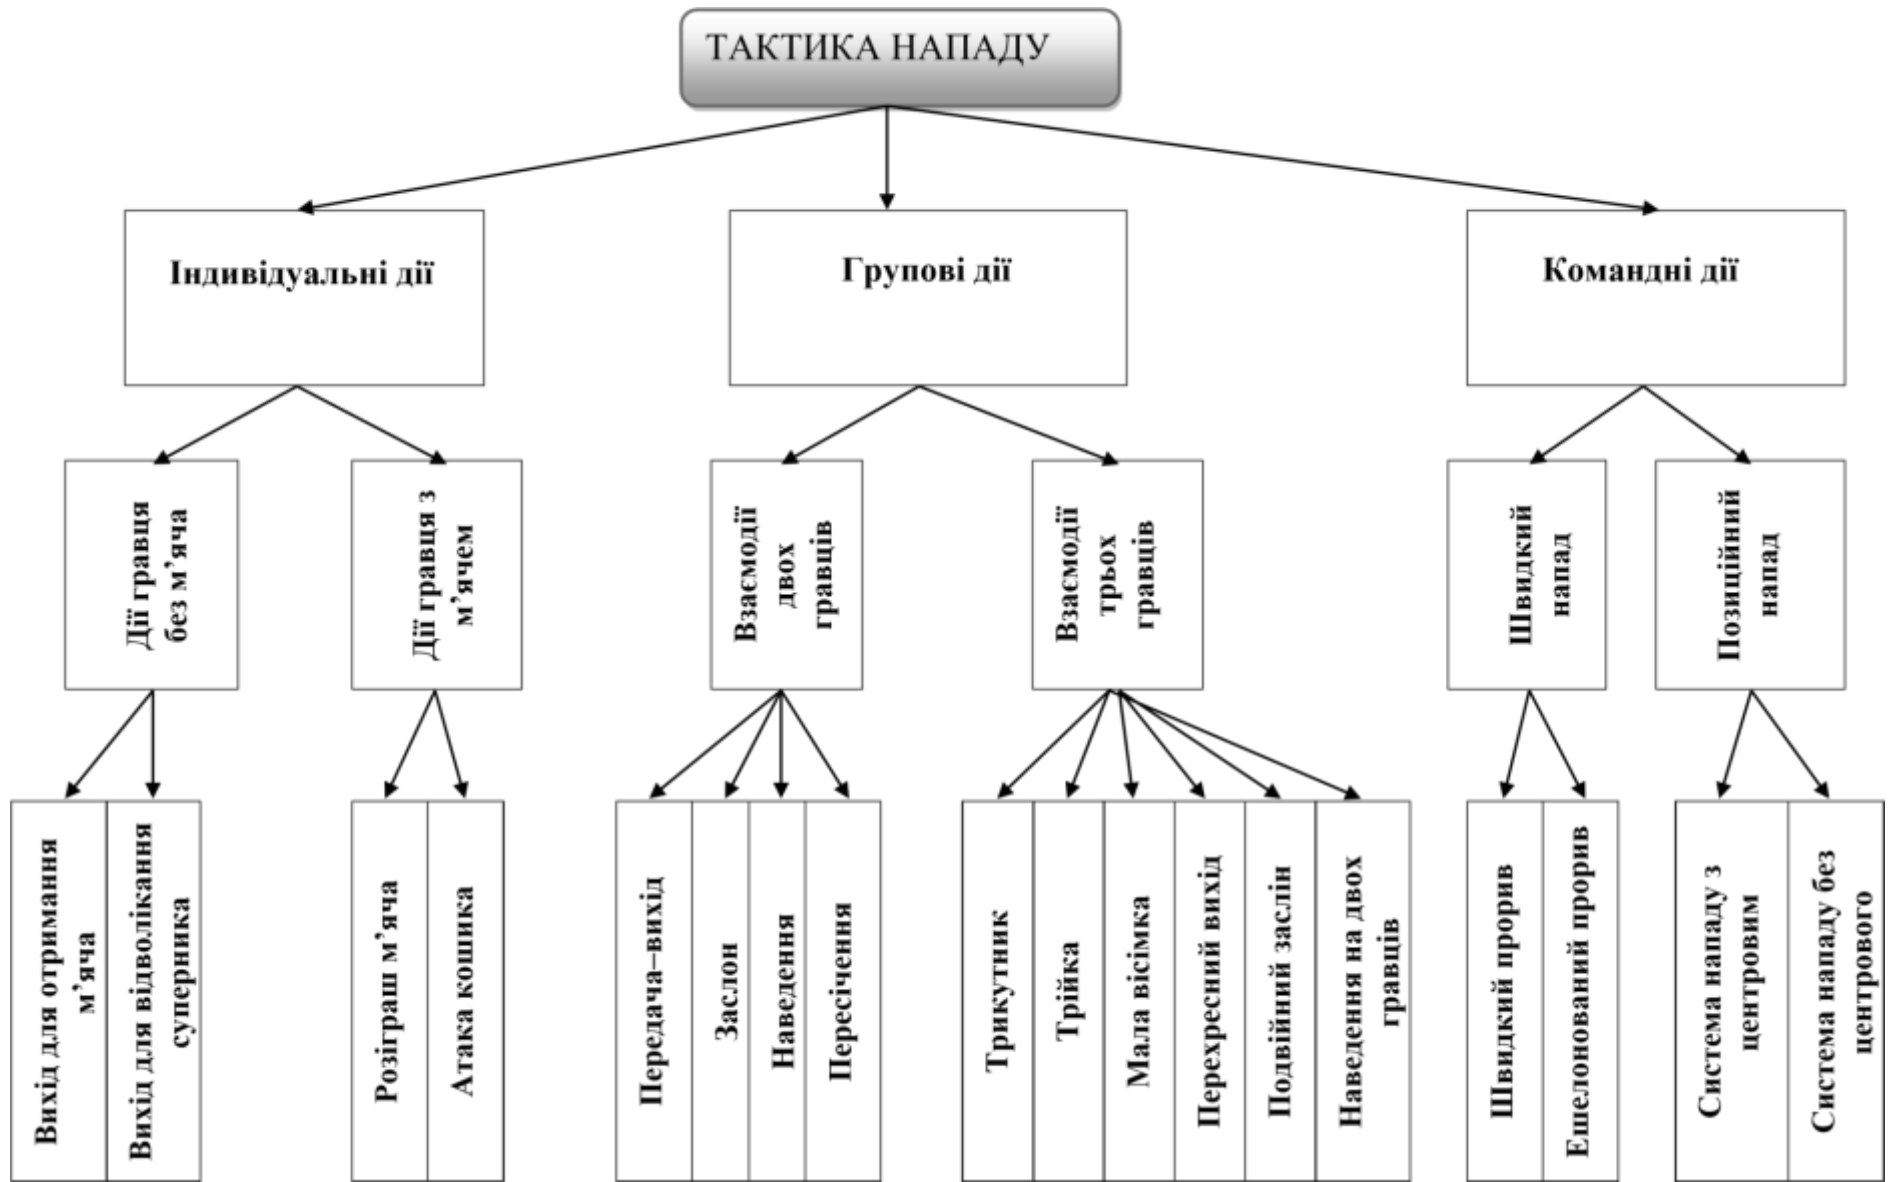 ТАКТИКА НАПАДУ
Індивідуальні дії
Групові дії
Командні дії
Дії гравця
без м’яча
Дії гравця з
м’ячем
Взаємодії
двох
гравців
Взаємодії
трьох
гравців
Швидкий
напад
Позиційний
напад
Вихід для отримання
м’яча
Вихід для відволікання
суперника
Розіграш м’яча
Атака кошика
Передача–вихід
Заслон
Наведення
Пересічення
Трикутник
Трійка
Мала вісімка
Перехресний вихід
Подвійний заслін
Наведення на двох
гравців
Швидкий прорив
Ешелонований прорив
Система нападу з
центровим
Система нападу без
центрового